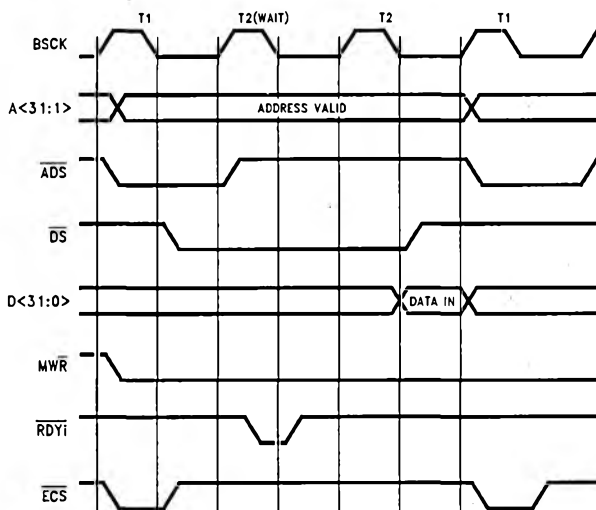 T1 T2(WAIT) T2 T1
BSCK
A<31:1> ADDRESS VALID
ADS
DS
D<31:0> DATA IN
MWR
RDYi
ECS